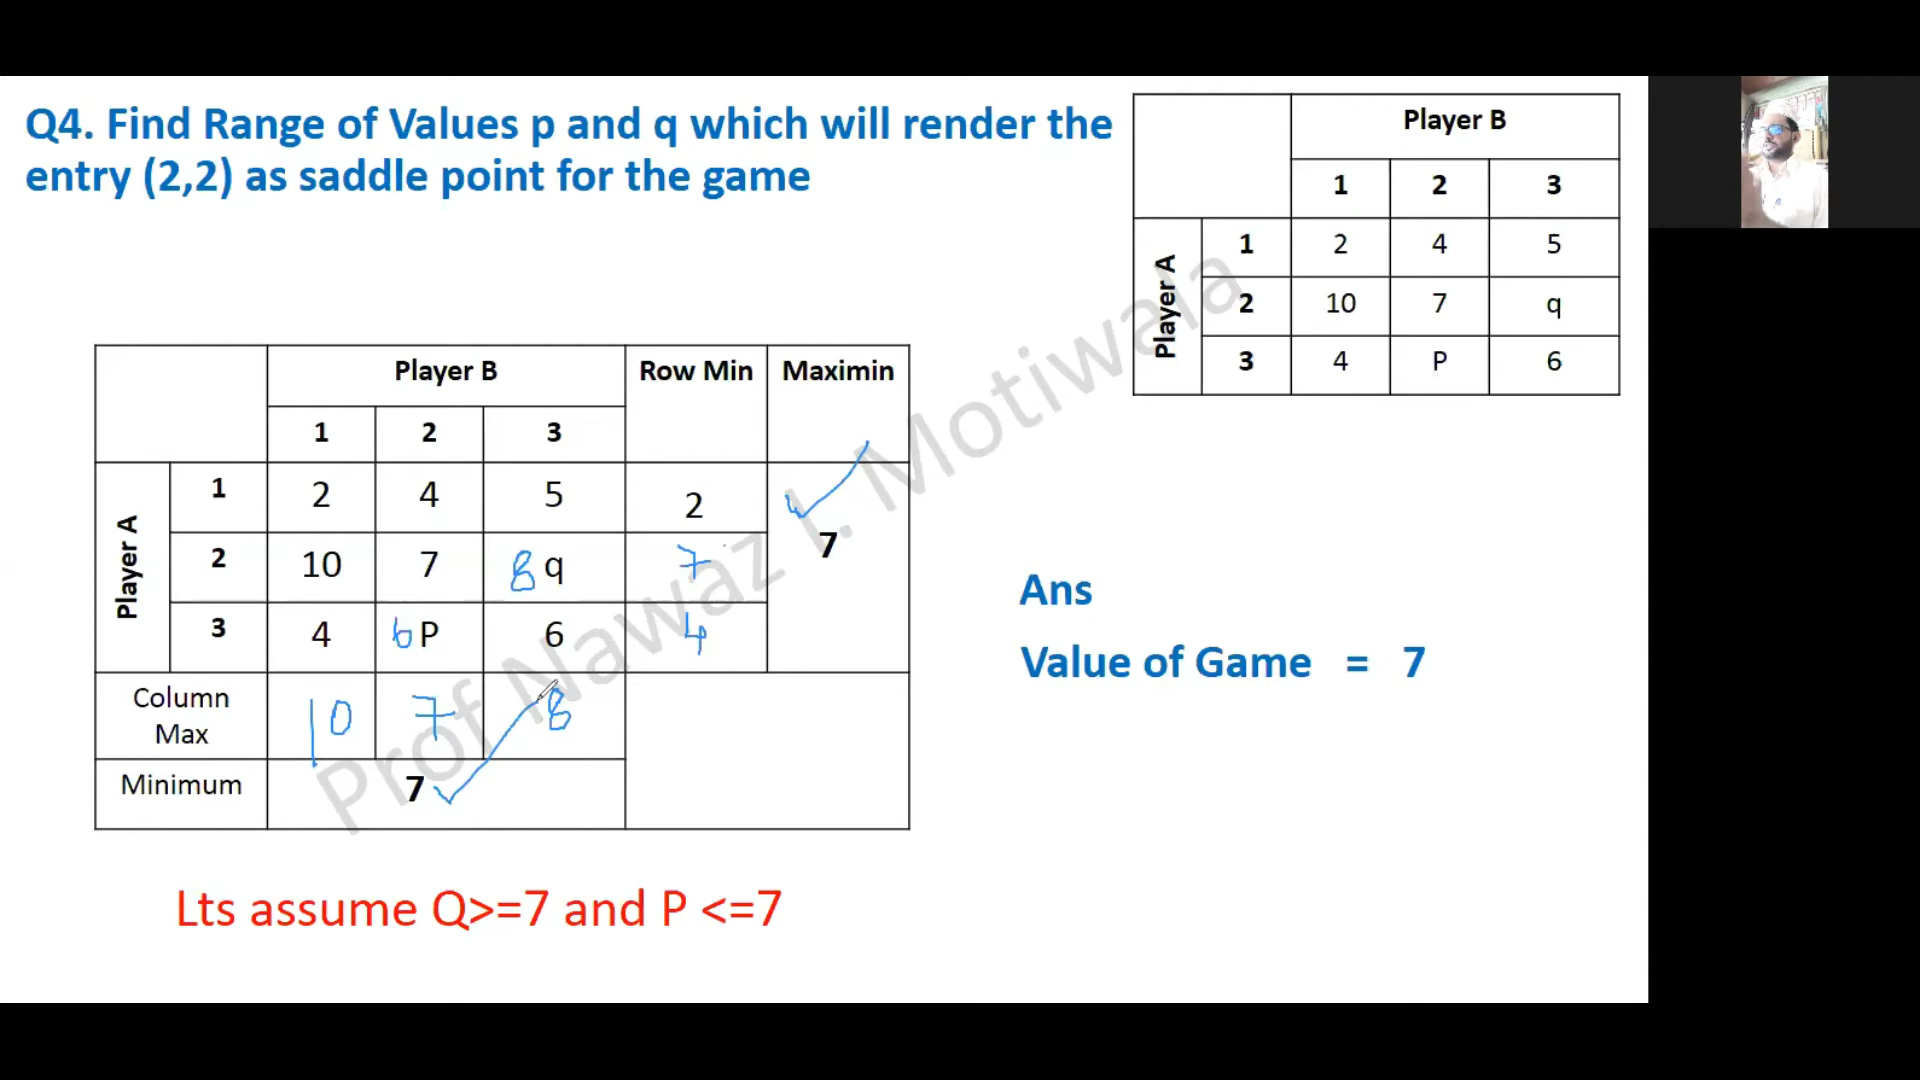 Q4. Find Range of Values p and q which will render the
entry (2,2) as saddle point for the game
Player B
1 2 3
Player A
1 2 4 5
2 10 7 q
3 4 P 6
Player B Row Min Maximin
1 2 3
Player A
1 2 4 5 2
7
2 10 7 8 q 7
3 4 6 P 6 4
Column
Max
10 7 8
Minimum 7
Ans
Value of Game = 7
Lts assume Q>=7 and P <=7
Prof Nawaz I. Motiwala